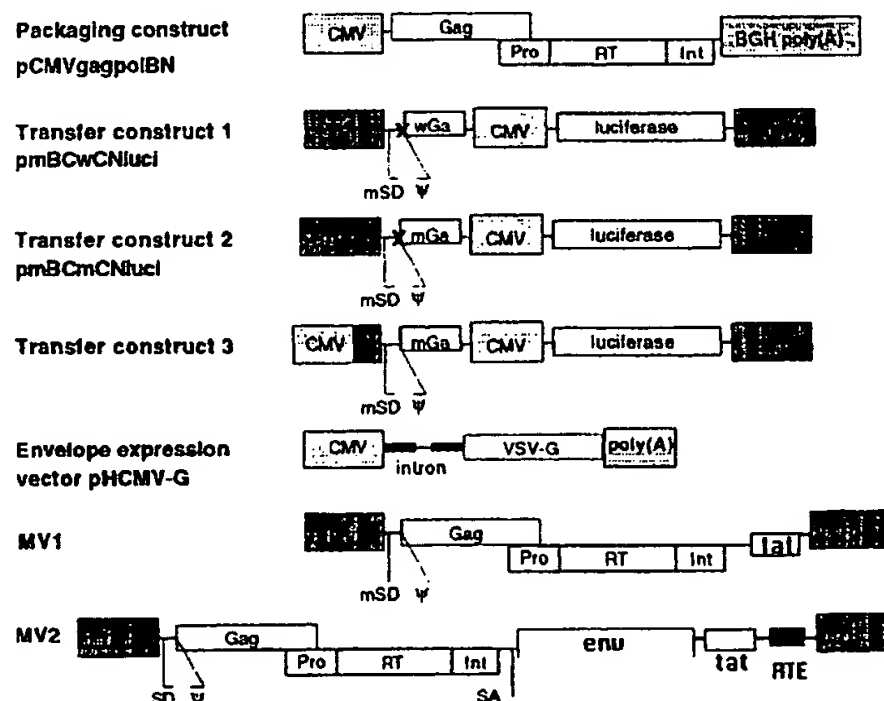 Packaging construct
pCMVgagpolBN
CMV Gag Pro RT Int BGH poly(A)
Transfer construct 1
pmBCwCNluci
wGa CMV luciferase
mSD ψ
Transfer construct 2
pmBCmCNluci
mGa CMV luciferase
mSD ψ
Transfer construct 3
CMV mGa CMV luciferase
mSD ψ
Envelope expression
vector pHCMV-G
CMV intron VSV-G poly(A)
MV1
Gag Pro RT Int tat
mSD ψ
MV2
Gag Pro RT Int env tat RTE
SD ψ SA